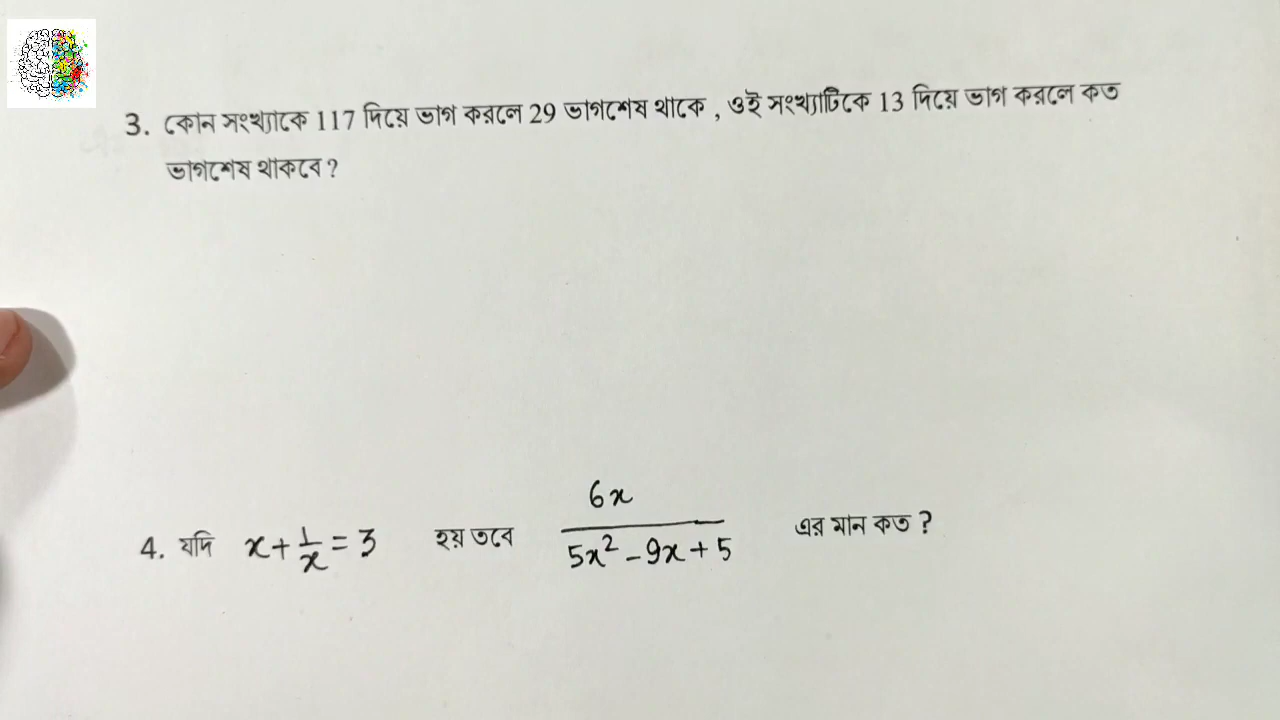 3. কোন সংখ্যাকে 117 দিয়ে ভাগ করলে 29 ভাগশেষ থাকে , ওই সংখ্যাটিকে 13 দিয়ে ভাগ করলে কত
ভাগশেষ থাকবে ?
4. যদি x + 1/x = 3 হয় তবে 6x / (5x² - 9x + 5) এর মান কত ?